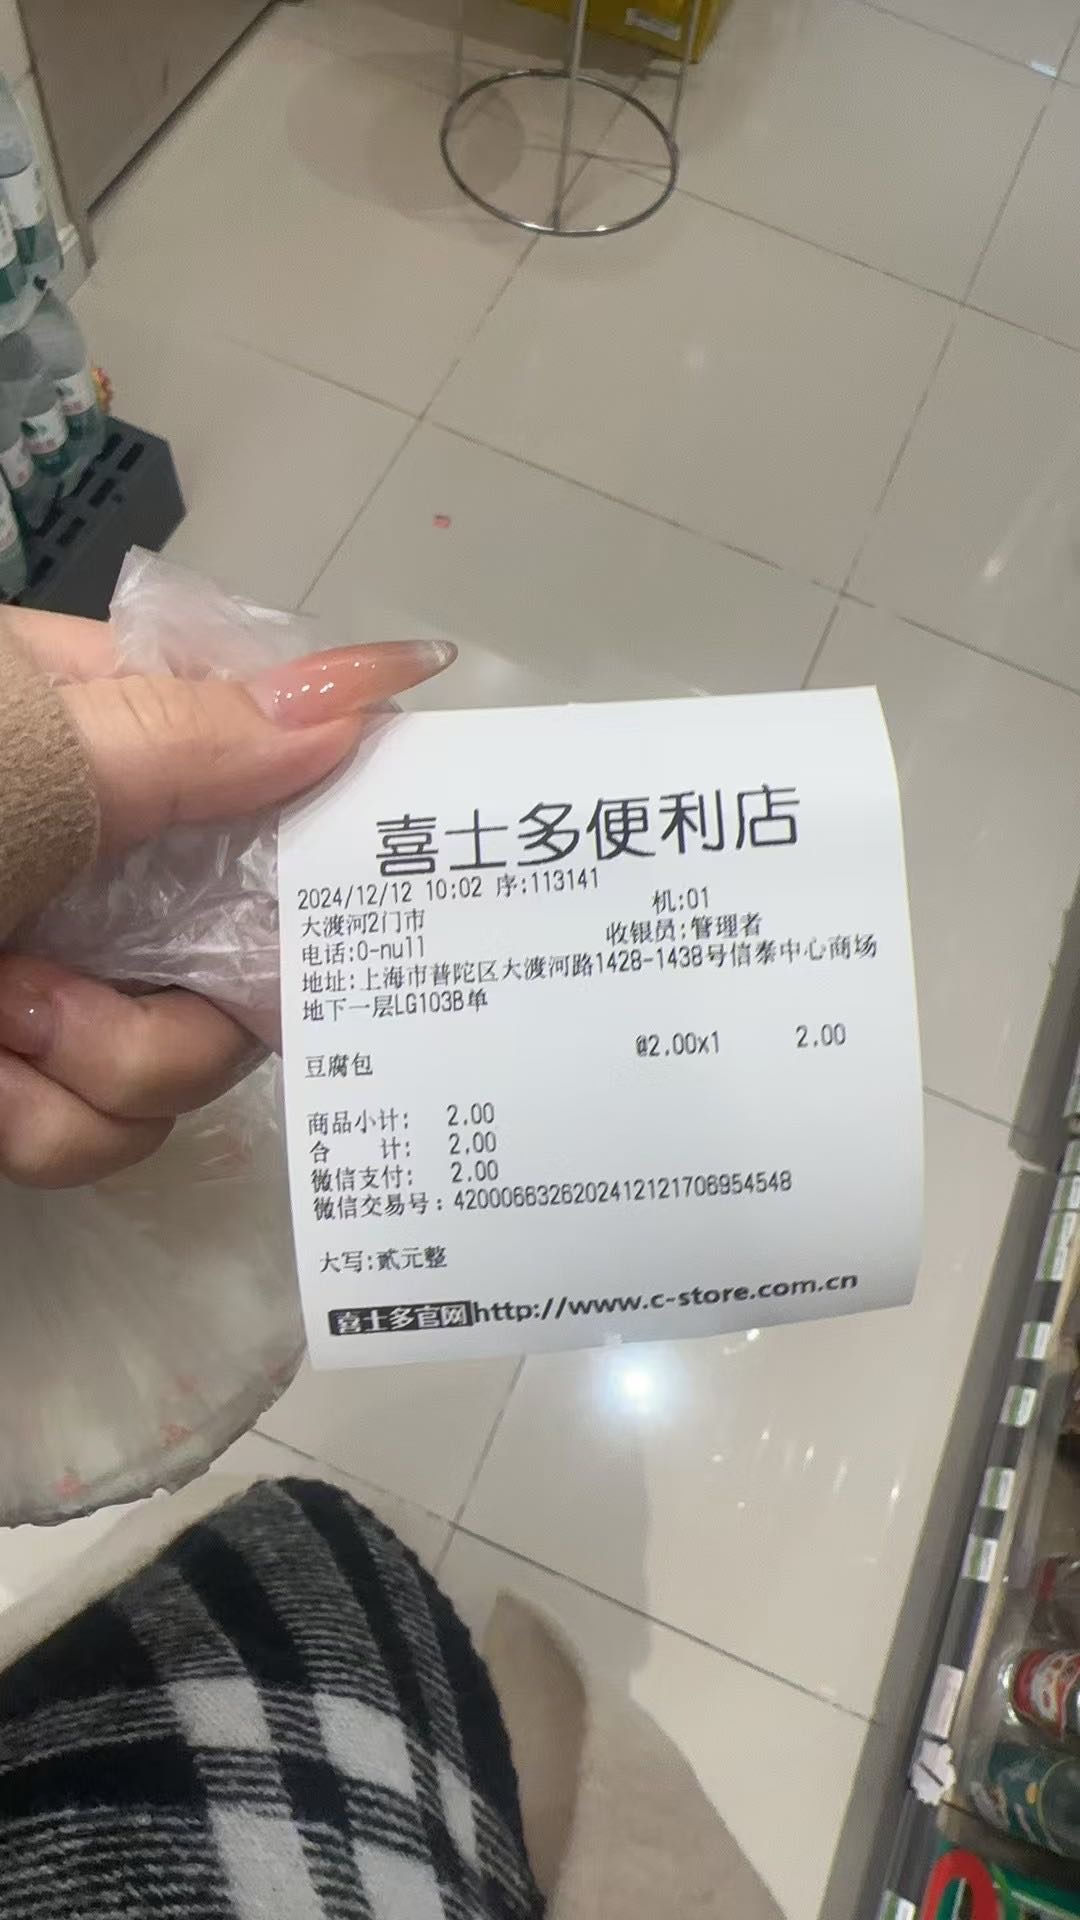 喜士多便利店
2024/12/12 10:02 序:113141
机:01
大渡河2门市
收银员:管理者
电话:0-null
地址:上海市普陀区大渡河路1428-1438号信泰中心商场
地下一层LG103B单
豆腐包 @2.00x1 2.00
商品小计: 2.00
合 计: 2.00
微信支付: 2.00
微信交易号:4200066326202412121706954548
大写:贰元整
喜士多官网http://www.c-store.com.cn